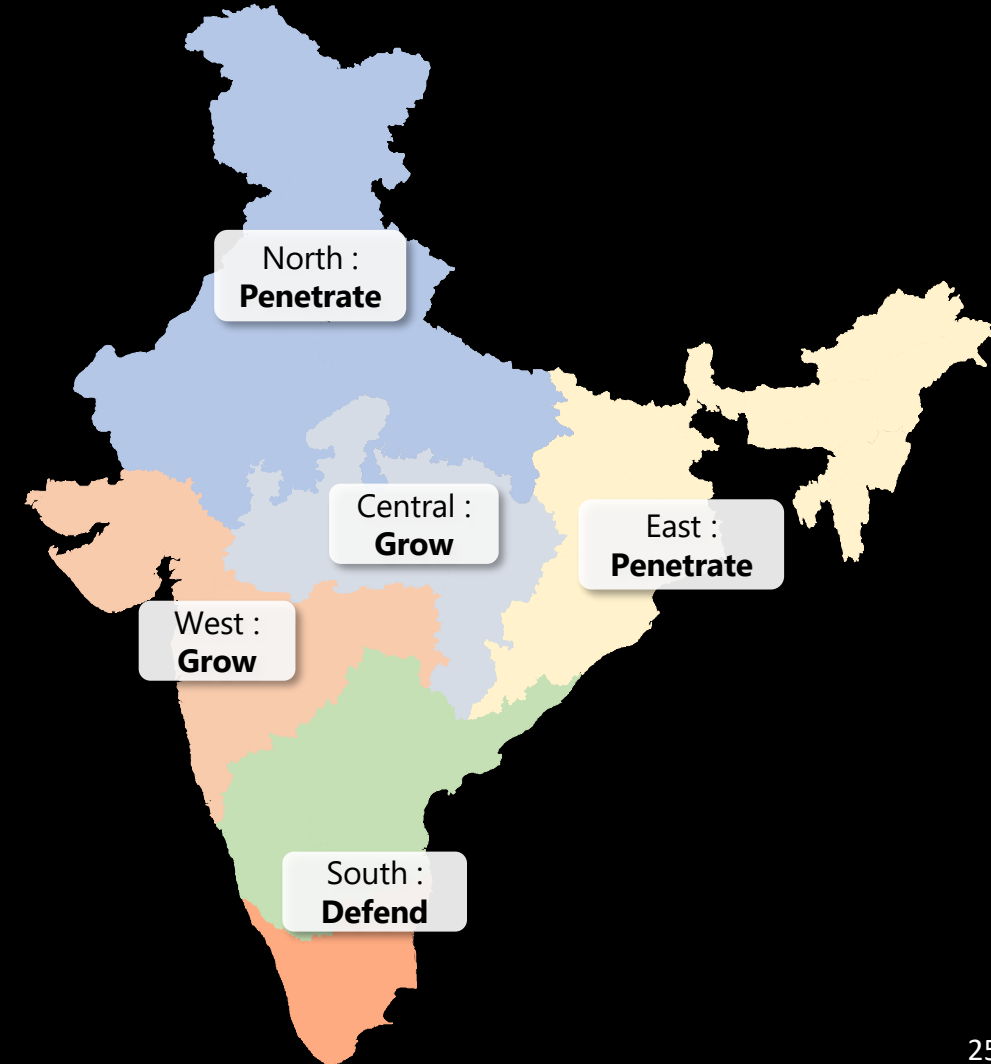 North :
Penetrate
Central :
Grow
East :
Penetrate
West :
Grow
South :
Defend
25